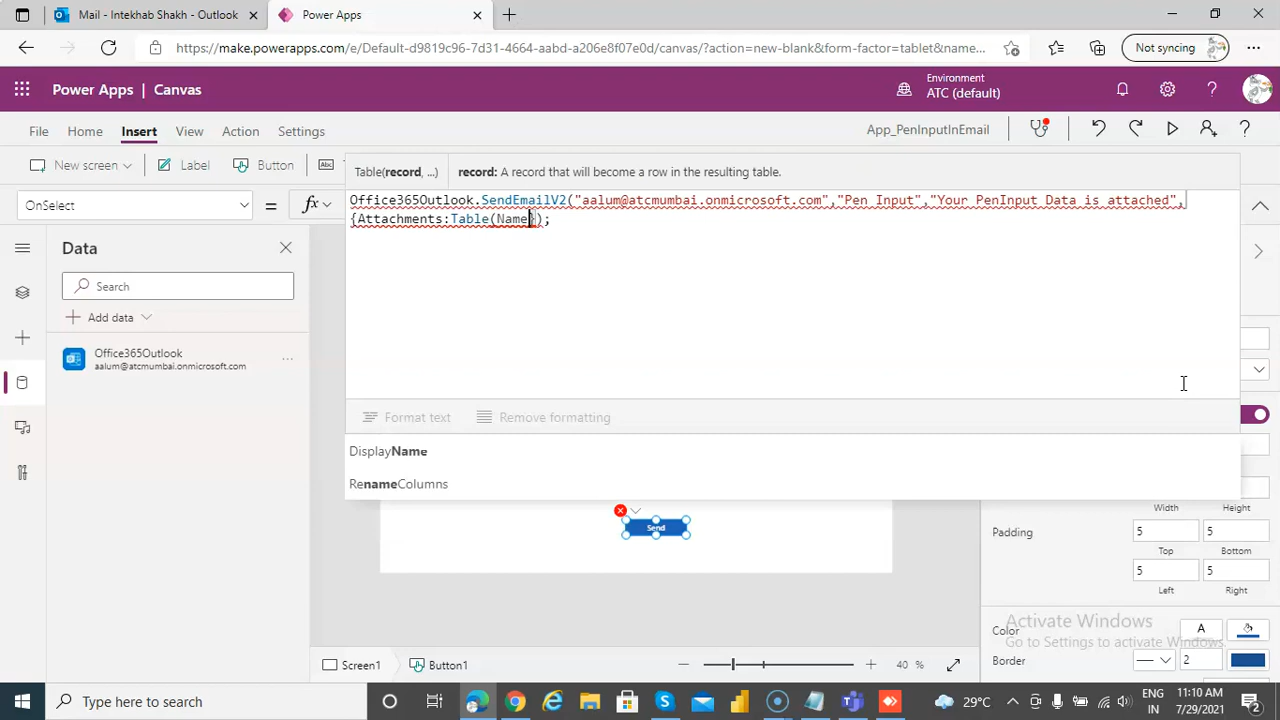 Mail - Intekhab Shakh - Outlook
Power Apps
https://make.powerapps.com/e/Default-d9819c96-7d31-4664-aabd-a206e8f07e0d/canvas/?action=new-blank&form-factor=tablet&name...
Not syncing
Power Apps | Canvas
Environment
ATC (default)
File Home Insert View Action Settings
App_PenInputInEmail
New screen
Label
Button
Abc
Table(record, ...)
record: A record that will become a row in the resulting table.
OnSelect
= fx
Office365Outlook.SendEmailV2("aalum@atcmumbai.onmicrosoft.com","Pen Input","Your PenInput Data is attached",
{Attachments:Table(Name});
Data
Search
Add data
Office365Outlook
aalum@atcmumbai.onmicrosoft.com
Format text
Remove formatting
DisplayName
RenameColumns
Send
Width Height
Padding
5 5
Top Bottom
5 5
Left Right
Activate Windows
Go to Settings to activate Windows.
Color
A
Border
2
Screen1
Button1
40 %
Type here to search
29°C
ENG
IN
11:10 AM
7/29/2021
2